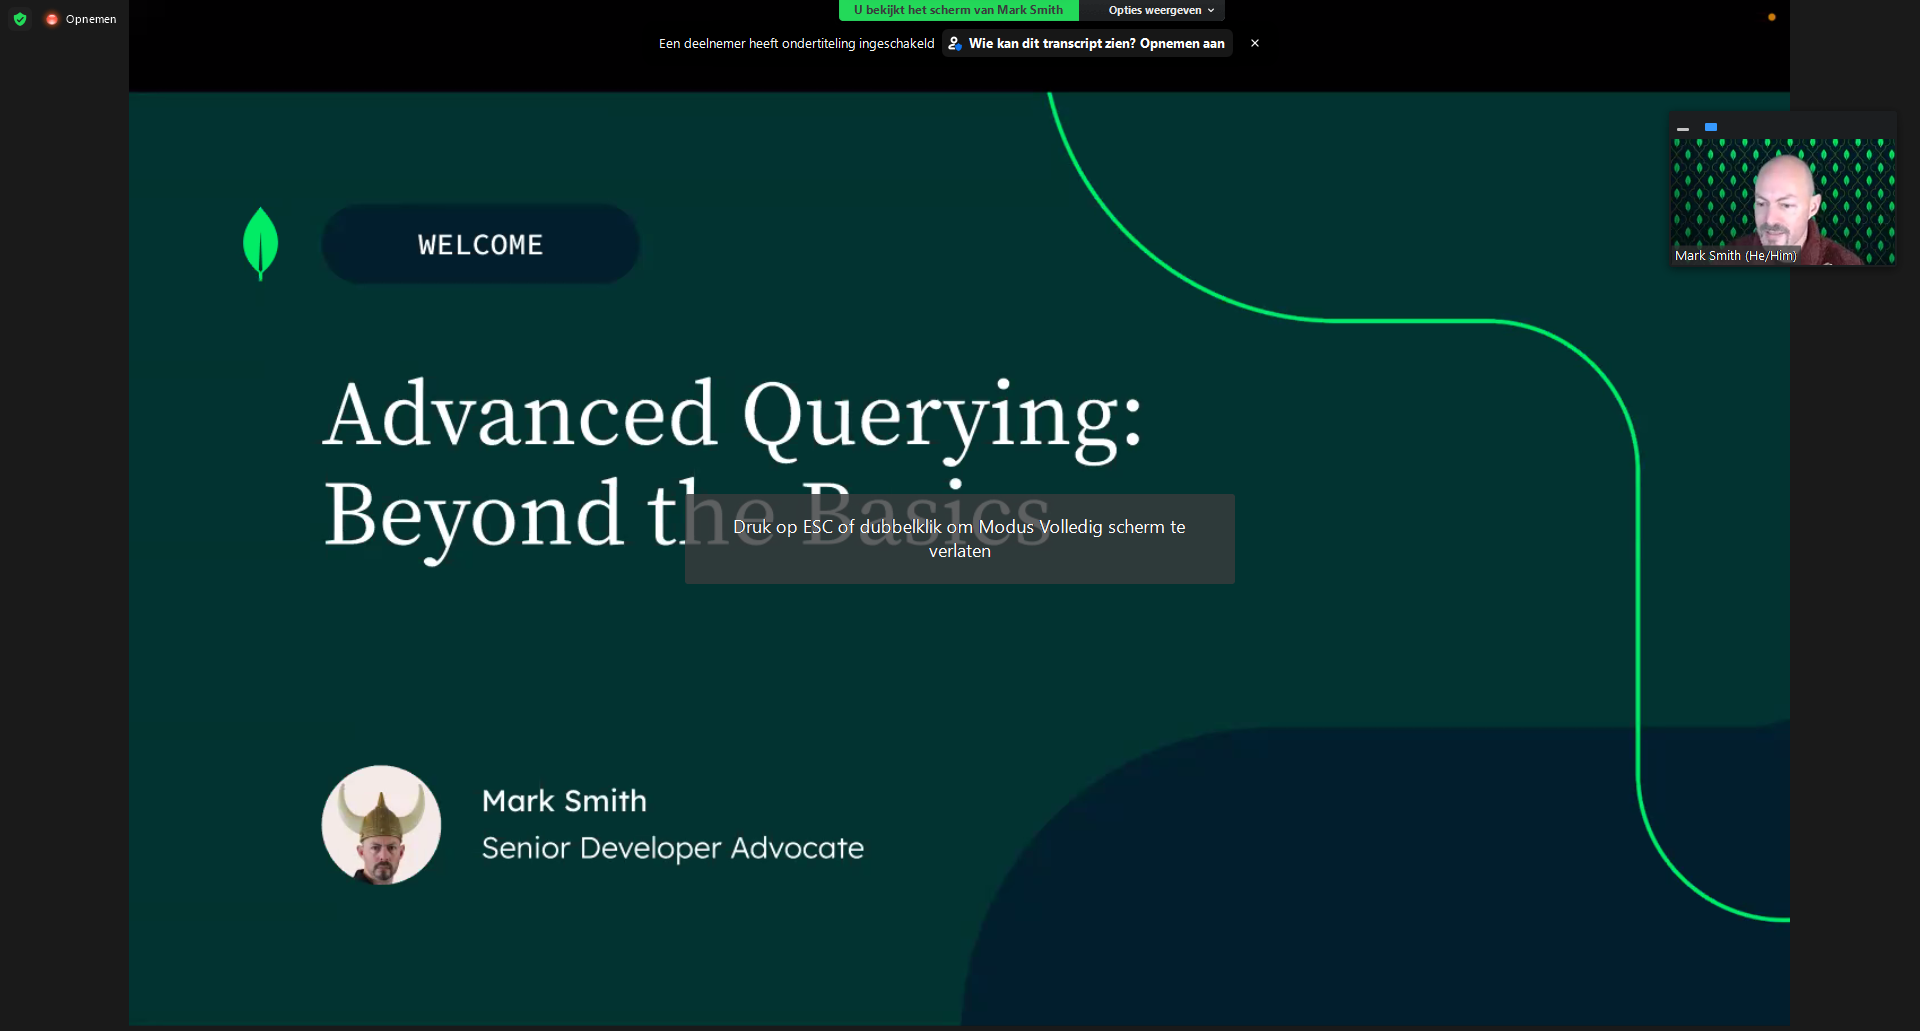 Opnemen
U bekijkt het scherm van Mark Smith
Opties weergeven
Een deelnemer heeft ondertiteling ingeschakeld
Wie kan dit transcript zien? Opnemen aan
WELCOME
Mark Smith (He/Him)
Advanced Querying:
Beyond the Basics
Druk op ESC of dubbelklik om Modus Volledig scherm te
verlaten
Mark Smith
Senior Developer Advocate